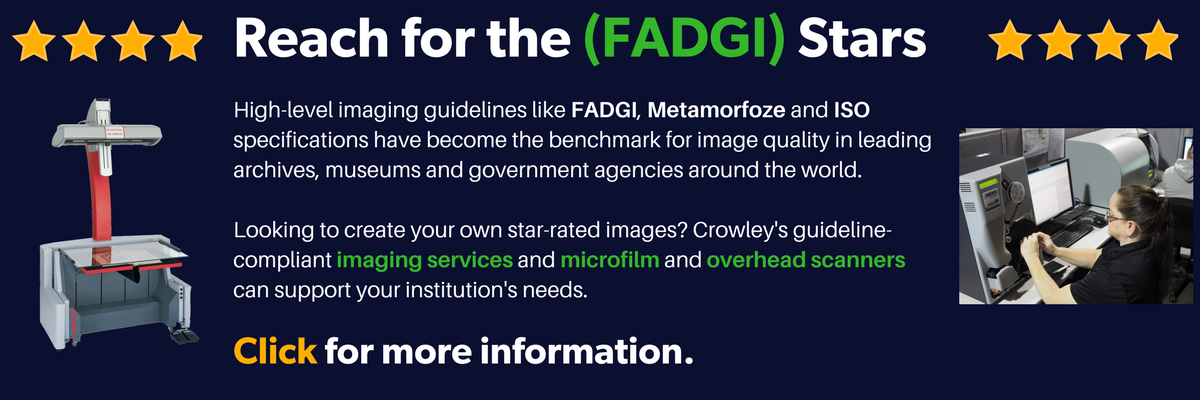 Reach for the (FADGI) Stars
High-level imaging guidelines like FADGI, Metamorfoze and ISO
specifications have become the benchmark for image quality in leading
archives, museums and government agencies around the world.
Looking to create your own star-rated images? Crowley's guideline-
compliant imaging services and microfilm and overhead scanners
can support your institution's needs.
Click for more information.